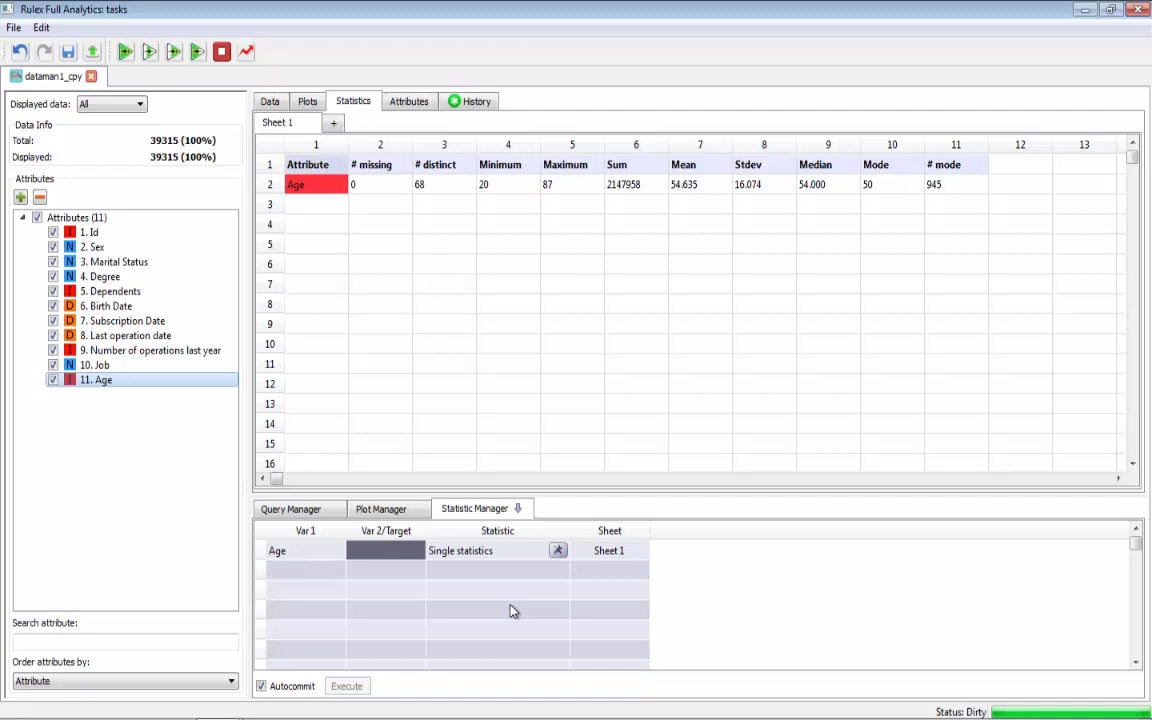 Rulex Full Analytics: tasks
File Edit
dataman1_cpy
Displayed data: All
Data Info
Total: 39315 (100%)
Displayed: 39315 (100%)
Attributes
Attributes (11)
I 1. Id
N 2. Sex
N 3. Marital Status
N 4. Degree
I 5. Dependents
D 6. Birth Date
D 7. Subscription Date
D 8. Last operation date
I 9. Number of operations last year
N 10. Job
I 11. Age
Search attribute:
Order attributes by:
Attribute
Data Plots Statistics Attributes History
Sheet 1 +
1 2 3 4 5 6 7 8 9 10 11 12 13
1 Attribute # missing # distinct Minimum Maximum Sum Mean Stdev Median Mode # mode
2 Age 0 68 20 87 2147958 54.635 16.074 54.000 50 945
3
4
5
6
7
8
9
10
11
12
13
14
15
16
Query Manager Plot Manager Statistic Manager
Var 1 Var 2/Target Statistic Sheet
Age Single statistics Sheet 1
Autocommit Execute
Status: Dirty